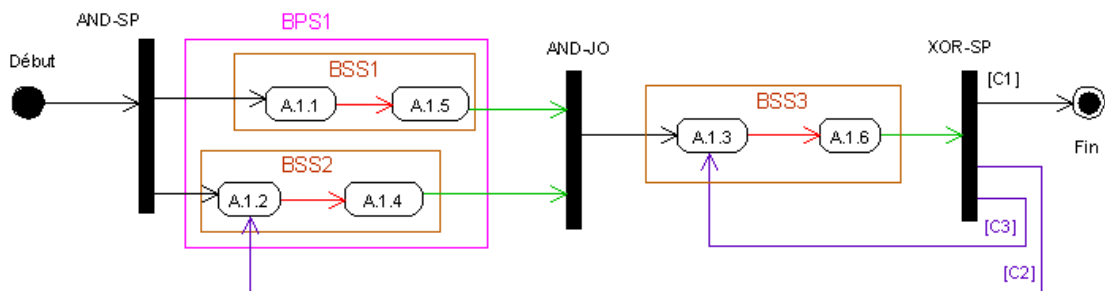 AND-SP
BPS1
AND-JO
XOR-SP
Début
BSS1
A.1.1
A.1.5
BSS2
A.1.2
A.1.4
BSS3
A.1.3
A.1.6
[C1]
Fin
[C3]
[C2]